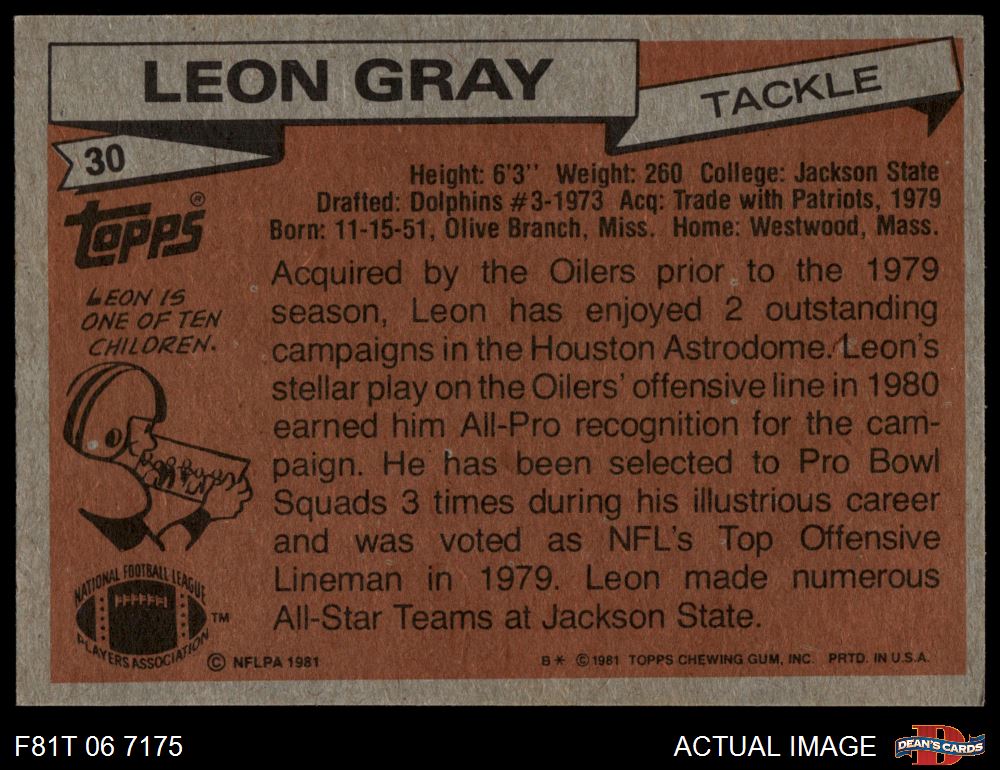 LEON GRAY
TACKLE
30
topps®
Height: 6'3'' Weight: 260 College: Jackson State
Drafted: Dolphins #3-1973 Acq: Trade with Patriots, 1979
Born: 11-15-51, Olive Branch, Miss. Home: Westwood, Mass.
LEON IS
ONE OF TEN
CHILDREN.
Acquired by the Oilers prior to the 1979
season, Leon has enjoyed 2 outstanding
campaigns in the Houston Astrodome. Leon's
stellar play on the Oilers' offensive line in 1980
earned him All-Pro recognition for the cam-
paign. He has been selected to Pro Bowl
Squads 3 times during his illustrious career
and was voted as NFL's Top Offensive
Lineman in 1979. Leon made numerous
All-Star Teams at Jackson State.
NATIONAL FOOTBALL LEAGUE
PLAYERS ASSOCIATION
TM
© NFLPA 1981
B* © 1981 TOPPS CHEWING GUM, INC. PRTD. IN U.S.A.
F81T 06 7175
ACTUAL IMAGE
D
DEAN'S CARDS